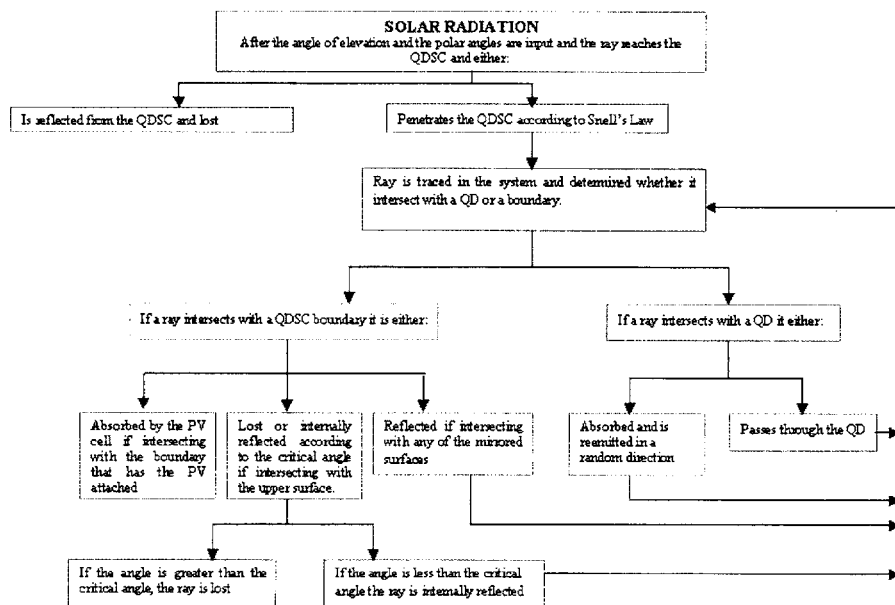 SOLAR RADIATION
After the angle of elevation and the polar angles are input and the ray reaches the
QDSC and either:
Is reflected from the QDSC and lost
Penetrates the QDSC according to Snell's Law
Ray is traced in the system and determined whether it
intersect with a QD or a boundary.
If a ray intersects with a QDSC boundary it is either:
If a ray intersects with a QD it either:
Absorbed by the PV
cell if intersecting
with the boundary
that has the PV
attached
Lost or internally
reflected according
to the critical angle
if intersecting with
the upper surface.
Reflected if intersecting
with any of the mirrored
surfaces
Absorbed and is
reemitted in a
random direction
Passes through the QD
If the angle is greater than the
critical angle, the ray is lost
If the angle is less than the critical
angle the ray is internally reflected